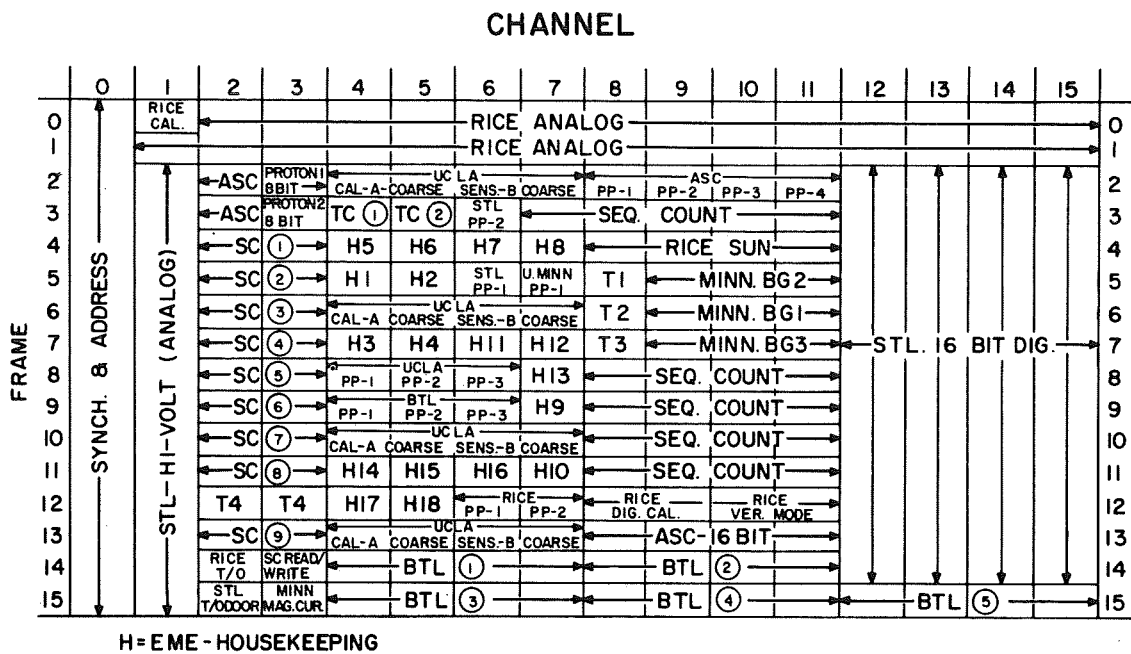 CHANNEL
0 1 2 3 4 5 6 7 8 9 10 11 12 13 14 15
FRAME
SYNCH. & ADDRESS
STL-HI-VOLT (ANALOG)
0 RICE CAL. RICE ANALOG 0
1 RICE ANALOG 1
2 ASC PROTON 1 8 BIT UCLA CAL-A-COARSE SENS.-B COARSE ASC PP-1 PP-2 PP-3 PP-4 2
3 ASC PROTON 2 8 BIT TC 1 TC 2 STL PP-2 SEQ. COUNT 3
4 SC 1 H5 H6 H7 H8 RICE SUN 4
5 SC 2 H1 H2 STL PP-1 U. MINN PP-1 T1 MINN. BG2 5
6 SC 3 UCLA CAL-A COARSE SENS.-B COARSE T2 MINN. BG1 6
7 SC 4 H3 H4 H11 H12 T3 MINN. BG3 STL. 16 BIT DIG. 7
8 SC 5 UCLA PP-1 PP-2 PP-3 H13 SEQ. COUNT 8
9 SC 6 BTL PP-1 PP-2 PP-3 H9 SEQ. COUNT 9
10 SC 7 UCLA CAL-A COARSE SENS.-B COARSE SEQ. COUNT 10
11 SC 8 H14 H15 H16 H10 SEQ. COUNT 11
12 T4 T4 H17 H18 RICE PP-1 PP-2 RICE DIG. CAL. RICE VER. MODE 12
13 SC 9 UCLA CAL-A COARSE SENS.-B COARSE ASC-16 BIT 13
14 RICE T/O SC READ/ WRITE BTL 1 BTL 2 14
15 STL T/ODOOR MINN MAG.CUR. BTL 3 BTL 4 BTL 5 15
H=EME-HOUSEKEEPING